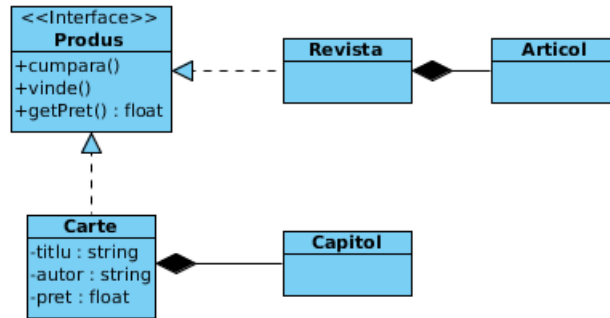 <<Interface>>
Produs
+cumpara()
+vinde()
+getPret() : float
Revista
Articol
Carte
-titlu : string
-autor : string
-pret : float
Capitol